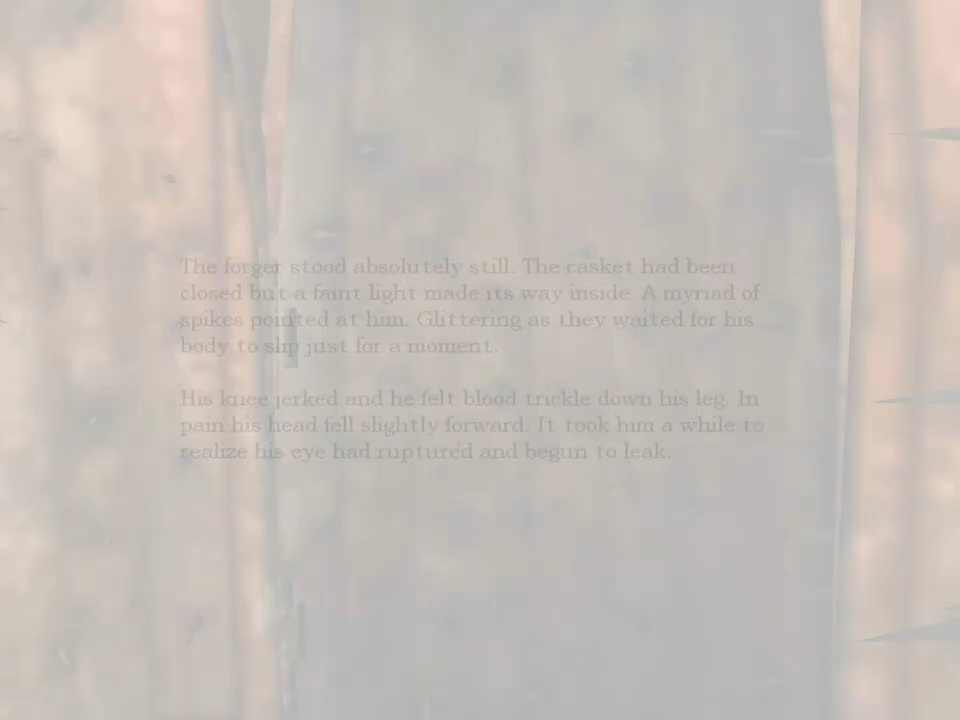 The forger stood absolutely still. The casket had been
closed but a faint light made its way inside. A myriad of
spikes pointed at him. Glittering as they waited for his
body to slip just for a moment.
His knee jerked and he felt blood trickle down his leg. In
pain his head fell slightly forward. It took him a while to
realize his eye had ruptured and begun to leak.